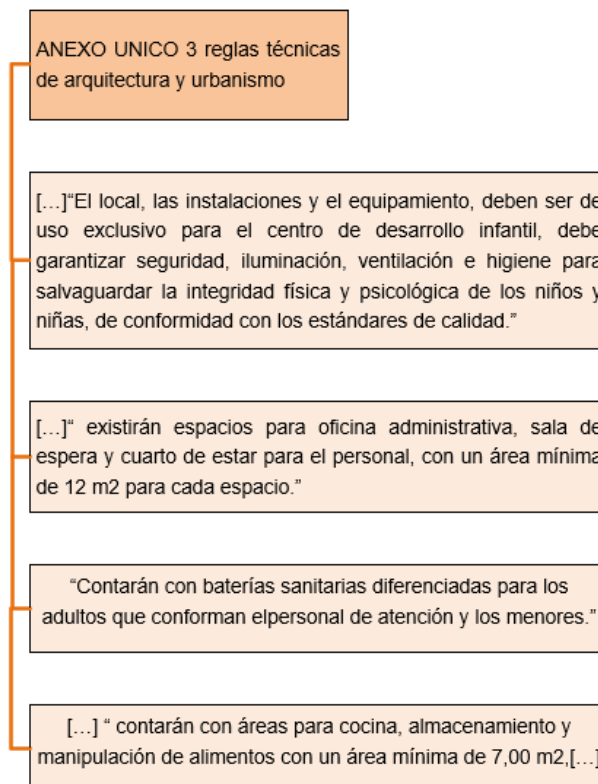 ANEXO UNICO 3 reglas técnicas
de arquitectura y urbanismo
[...]“El local, las instalaciones y el equipamiento, deben ser de
uso exclusivo para el centro de desarrollo infantil, debe
garantizar seguridad, iluminación, ventilación e higiene para
salvaguardar la integridad física y psicológica de los niños y
niñas, de conformidad con los estándares de calidad.”
[...]“ existirán espacios para oficina administrativa, sala de
espera y cuarto de estar para el personal, con un área mínima
de 12 m2 para cada espacio.”
“Contarán con baterías sanitarias diferenciadas para los
adultos que conforman elpersonal de atención y los menores.”
[...] “ contarán con áreas para cocina, almacenamiento y
manipulación de alimentos con un área mínima de 7,00 m2,[...]